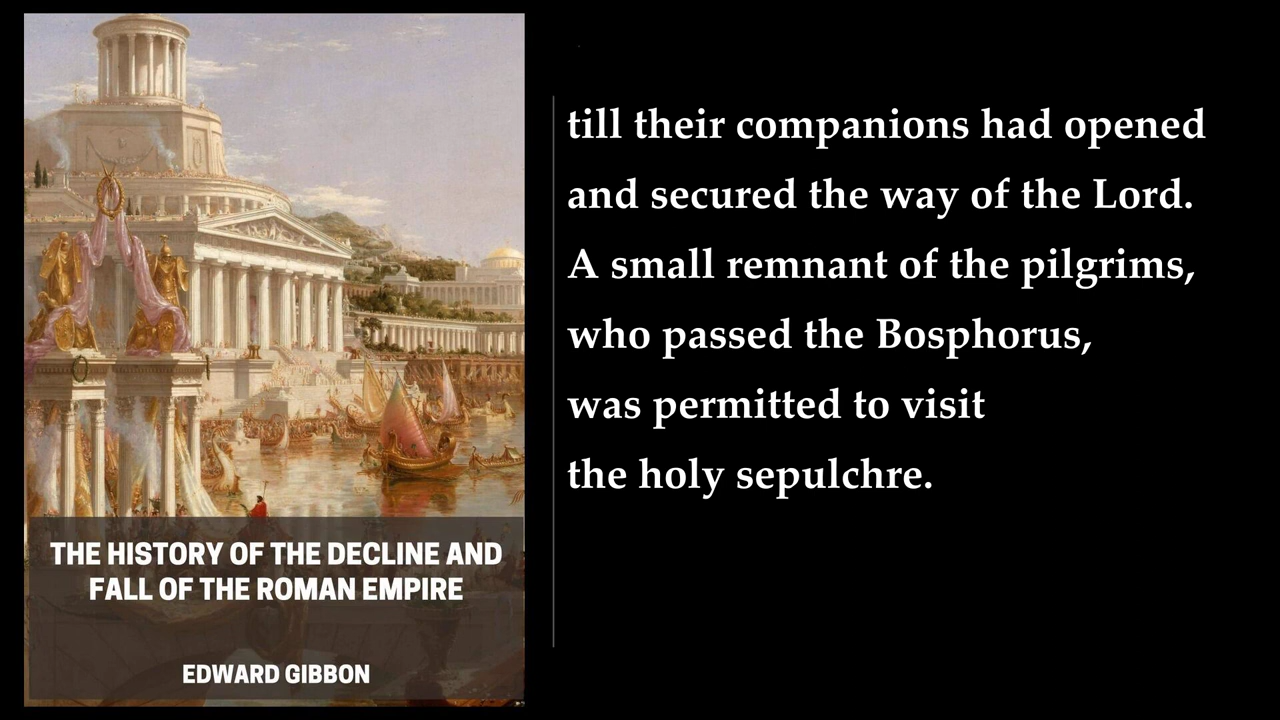 till their companions had opened
and secured the way of the Lord.
A small remnant of the pilgrims,
who passed the Bosphorus,
was permitted to visit
the holy sepulchre.
THE HISTORY OF THE DECLINE AND
FALL OF THE ROMAN EMPIRE
EDWARD GIBBON